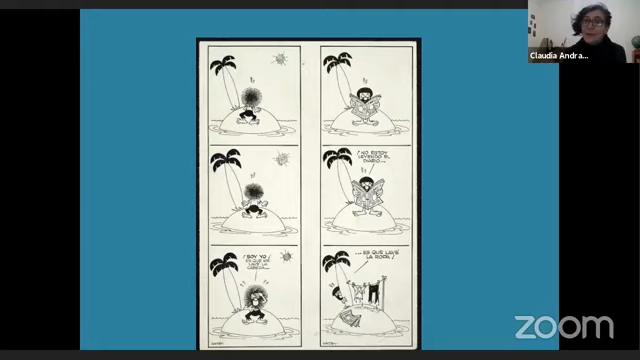 Claudia Andra...
¡ SOY YO !
ES QUE ME
LAVÉ LA
CABEZA...
¡ NO ESTOY
LEYENDO EL
DIARIO...
... ES QUE LAVÉ
LA ROPA !
zoom